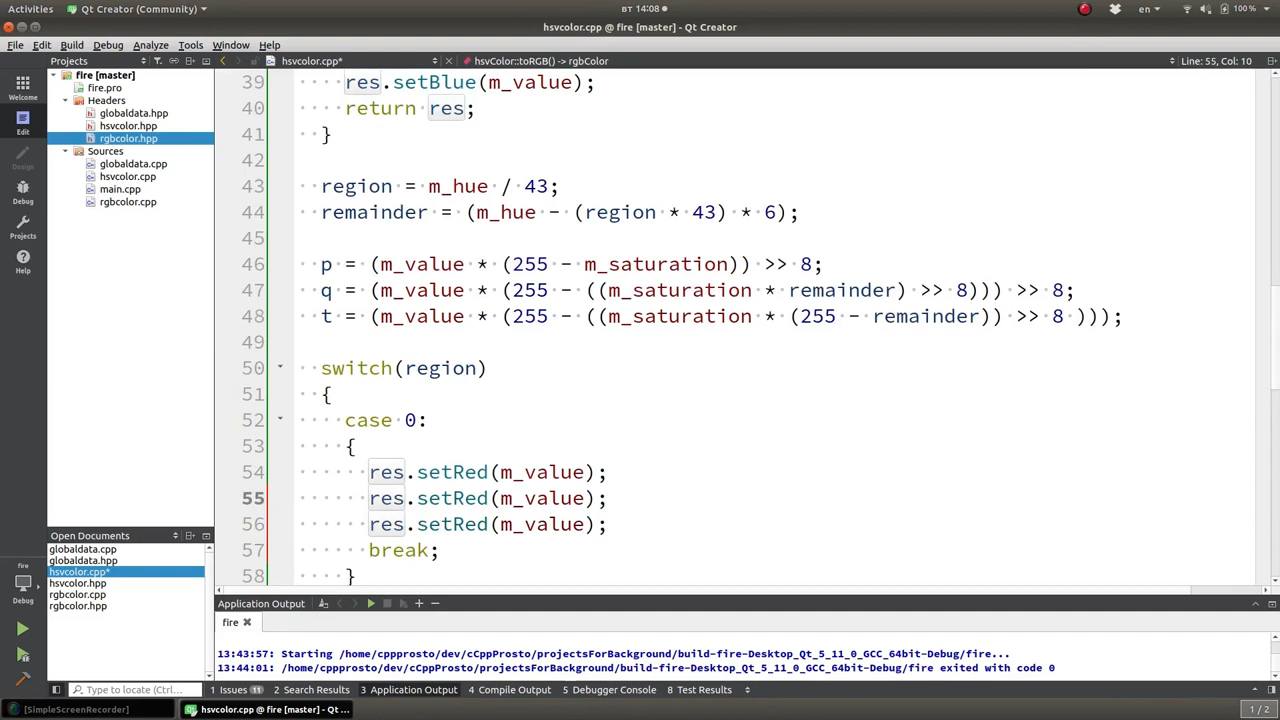 Activities
Qt Creator (Community)
ВТ 14:08
en
100 %
hsvcolor.cpp @ fire [master] - Qt Creator
File Edit Build Debug Analyze Tools Window Help
Projects
hsvcolor.cpp*
hsvColor::toRGB() → rgbColor
Line: 55, Col: 10
Welcome
Edit
Design
Debug
Projects
Help
fire [master]
fire.pro
Headers
globaldata.hpp
hsvcolor.hpp
rgbcolor.hpp
Sources
globaldata.cpp
hsvcolor.cpp
main.cpp
rgbcolor.cpp
39 res.setBlue(m_value);
40 return res;
41 }
42
43 region = m_hue / 43;
44 remainder = (m_hue - (region * 43) * 6);
45
46 p = (m_value * (255 - m_saturation)) >> 8;
47 q = (m_value * (255 - ((m_saturation * remainder) >> 8))) >> 8;
48 t = (m_value * (255 - ((m_saturation * (255 - remainder)) >> 8 )));
49
50 switch(region)
51 {
52 case 0:
53 {
54 res.setRed(m_value);
55 res.setRed(m_value);
56 res.setRed(m_value);
57 break;
58 }
Open Documents
globaldata.cpp
globaldata.hpp
hsvcolor.cpp*
hsvcolor.hpp
rgbcolor.cpp
rgbcolor.hpp
fire
Debug
Application Output
fire
13:43:57: Starting /home/cppprosto/dev/cCppProsto/projectsForBackground/build-fire-Desktop_Qt_5_11_0_GCC_64bit-Debug/fire...
13:44:01: /home/cppprosto/dev/cCppProsto/projectsForBackground/build-fire-Desktop_Qt_5_11_0_GCC_64bit-Debug/fire exited with code 0
Type to locate (Ctrl...
1 Issues 11
2 Search Results
3 Application Output
4 Compile Output
5 Debugger Console
8 Test Results
[SimpleScreenRecorder]
hsvcolor.cpp @ fire [master] - Qt ...
1 / 2